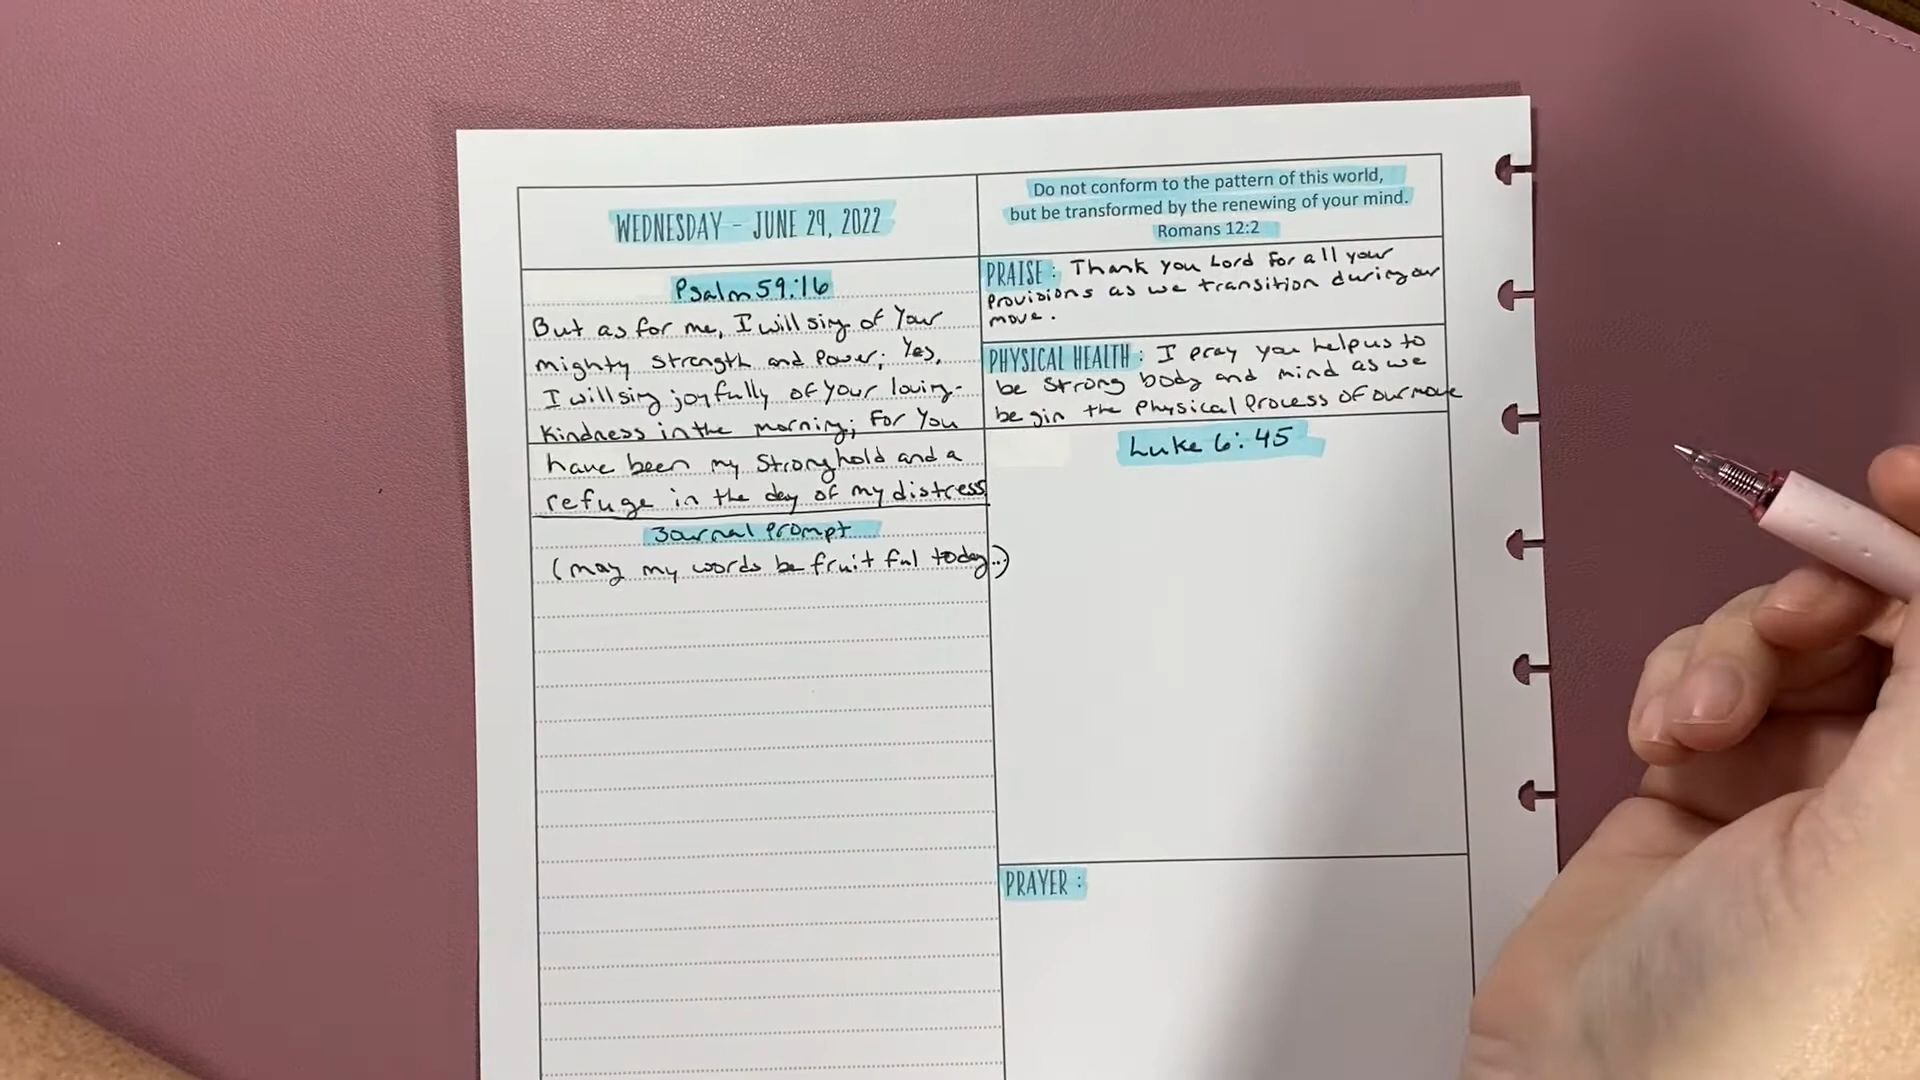 WEDNESDAY - JUNE 29, 2022
Psalm 59:16
But as for me, I will sing of Your
mighty strength and Power; Yes,
I will sing joyfully of Your loving-
Kindness in the morning; For You
have been my Stronghold and a
refuge in the day of my distress
Journal Prompt
(may my words be fruitful today..)
Do not conform to the pattern of this world,
but be transformed by the renewing of your mind.
Romans 12:2
PRAISE: Thank you Lord for all your
Provisions as we transition during our
move.
PHYSICAL HEALTH: I pray you help us to
be strong body and mind as we
begin the Physical Process of our move
Luke 6:45
PRAYER: